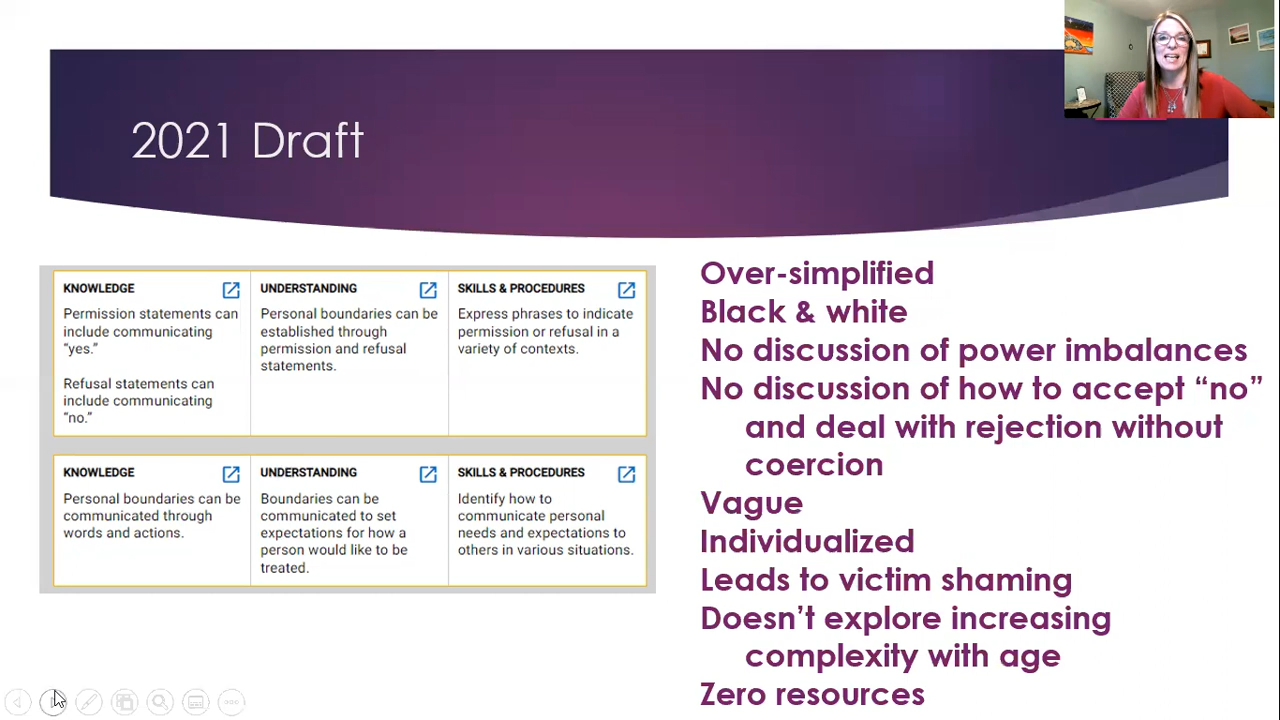 2021 Draft
KNOWLEDGE
Permission statements can
include communicating
“yes.”
Refusal statements can
include communicating
“no.”
UNDERSTANDING
Personal boundaries can be
established through
permission and refusal
statements.
SKILLS & PROCEDURES
Express phrases to indicate
permission or refusal in a
variety of contexts.
KNOWLEDGE
Personal boundaries can be
communicated through
words and actions.
UNDERSTANDING
Boundaries can be
communicated to set
expectations for how a
person would like to be
treated.
SKILLS & PROCEDURES
Identify how to
communicate personal
needs and expectations to
others in various situations.
Over-simplified
Black & white
No discussion of power imbalances
No discussion of how to accept “no”
and deal with rejection without
coercion
Vague
Individualized
Leads to victim shaming
Doesn’t explore increasing
complexity with age
Zero resources